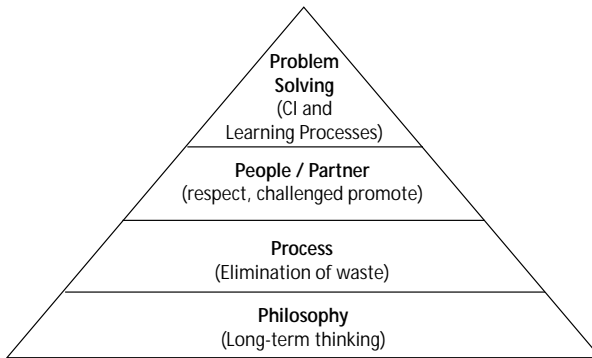 Problem
Solving
(CI and
Learning Processes)
People / Partner
(respect, challenged promote)
Process
(Elimination of waste)
Philosophy
(Long-term thinking)